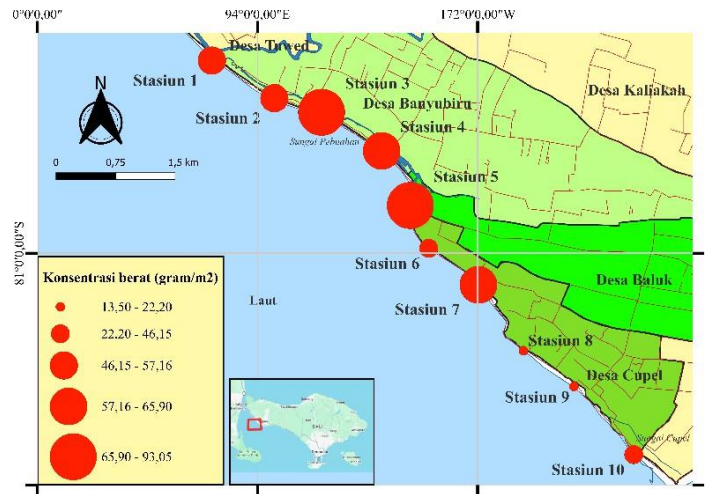 0°0,00"
94°0'0,00"E
172°0'0,00"W
Desa Tuwed
Stasiun 1
Stasiun 3
Desa Kaliakah
N
Stasiun 2
Desa Banyubiru
Stasiun 4
Sungai Pebuahan
0
0,75
1,5 km
Stasiun 5
Stasiun 6
81°0'0,00"S
Konsentrasi berat (gram/m2)
13,50 - 22,20
22,20 - 46,15
46,15 - 57,16
57,16 - 65,90
65,90 - 93,05
Laut
Desa Baluk
Stasiun 7
Stasiun 8
Desa Cupel
Stasiun 9
Sungai Cupel
Stasiun 10